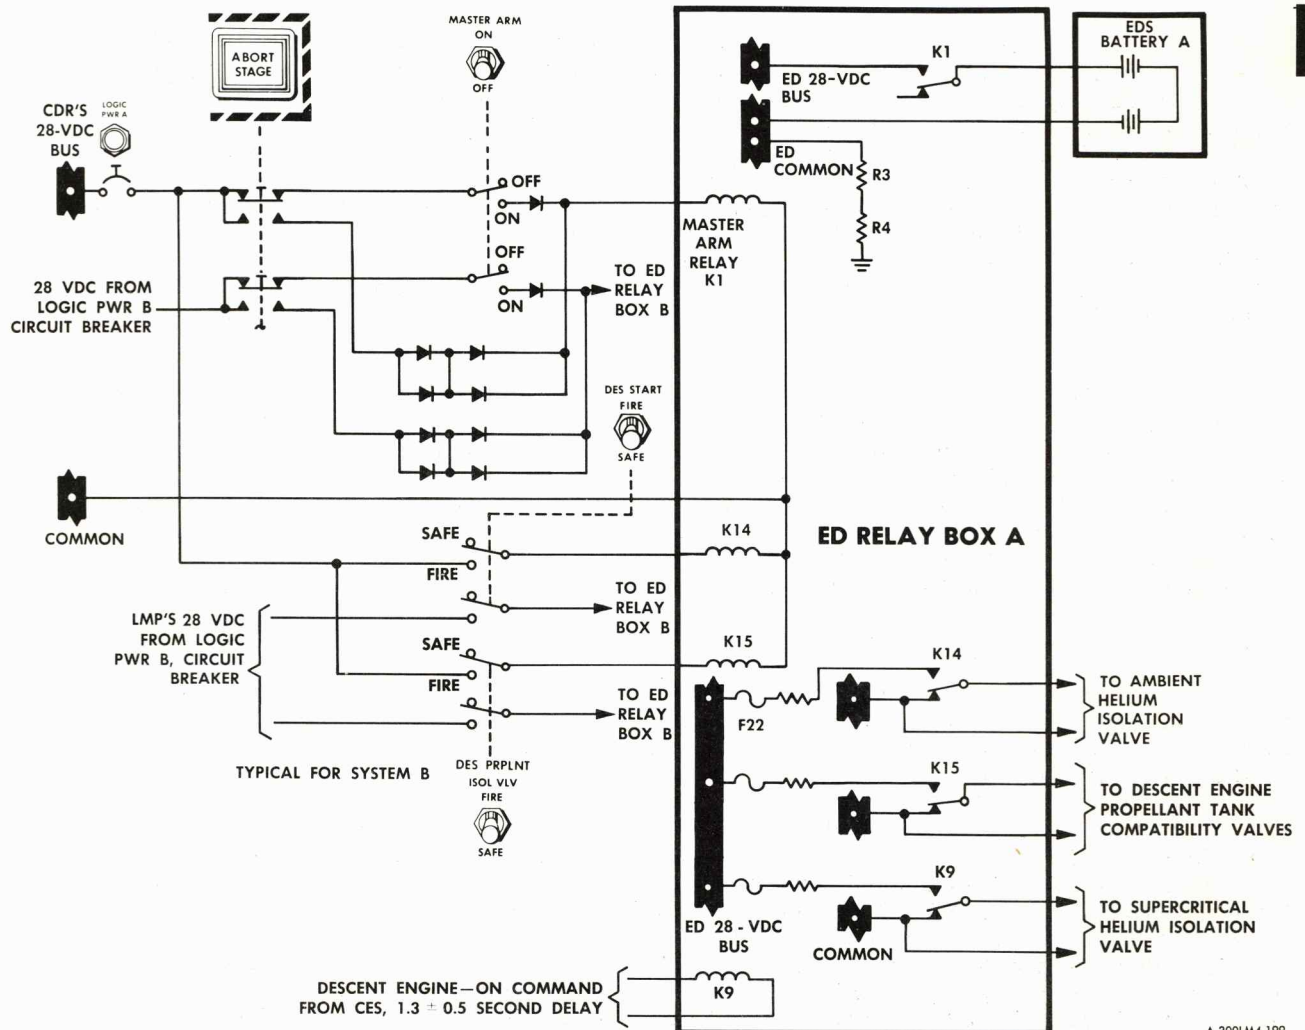 ABORT
STAGE
MASTER ARM
ON
OFF
CDR'S
28-VDC
BUS
LOGIC
PWR A
OFF
ON
OFF
ON
28 VDC FROM
LOGIC PWR B
CIRCUIT BREAKER
TO ED
RELAY
BOX B
DES START
FIRE
SAFE
COMMON
SAFE
FIRE
TO ED
RELAY
BOX B
LMP'S 28 VDC
FROM LOGIC
PWR B, CIRCUIT
BREAKER
SAFE
FIRE
TO ED
RELAY
BOX B
TYPICAL FOR SYSTEM B
DES PRPLNT
ISOL VLV
FIRE
SAFE
DESCENT ENGINE—ON COMMAND
FROM CES, 1.3 ± 0.5 SECOND DELAY
K1
ED 28-VDC
BUS
ED
COMMON
R3
R4
EDS
BATTERY A
MASTER
ARM
RELAY
K1
ED RELAY BOX A
K14
K15
F22
K14
TO AMBIENT
HELIUM
ISOLATION
VALVE
K15
TO DESCENT ENGINE
PROPELLANT TANK
COMPATIBILITY VALVES
K9
TO SUPERCRITICAL
HELIUM ISOLATION
VALVE
ED 28 - VDC
BUS
COMMON
K9